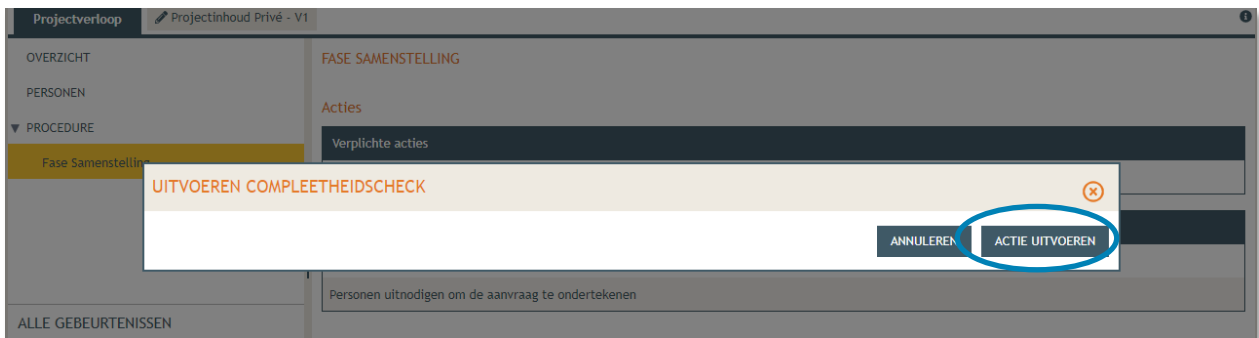 Projectverloop
Projectinhoud Privé - V1
OVERZICHT
PERSONEN
PROCEDURE
Fase Samenstelling
ALLE GEBEURTENISSEN
FASE SAMENSTELLING
Acties
Verplichte acties
UITVOEREN COMPLEETHEIDSCHECK
ANNULEREN
ACTIE UITVOEREN
Personen uitnodigen om de aanvraag te ondertekenen